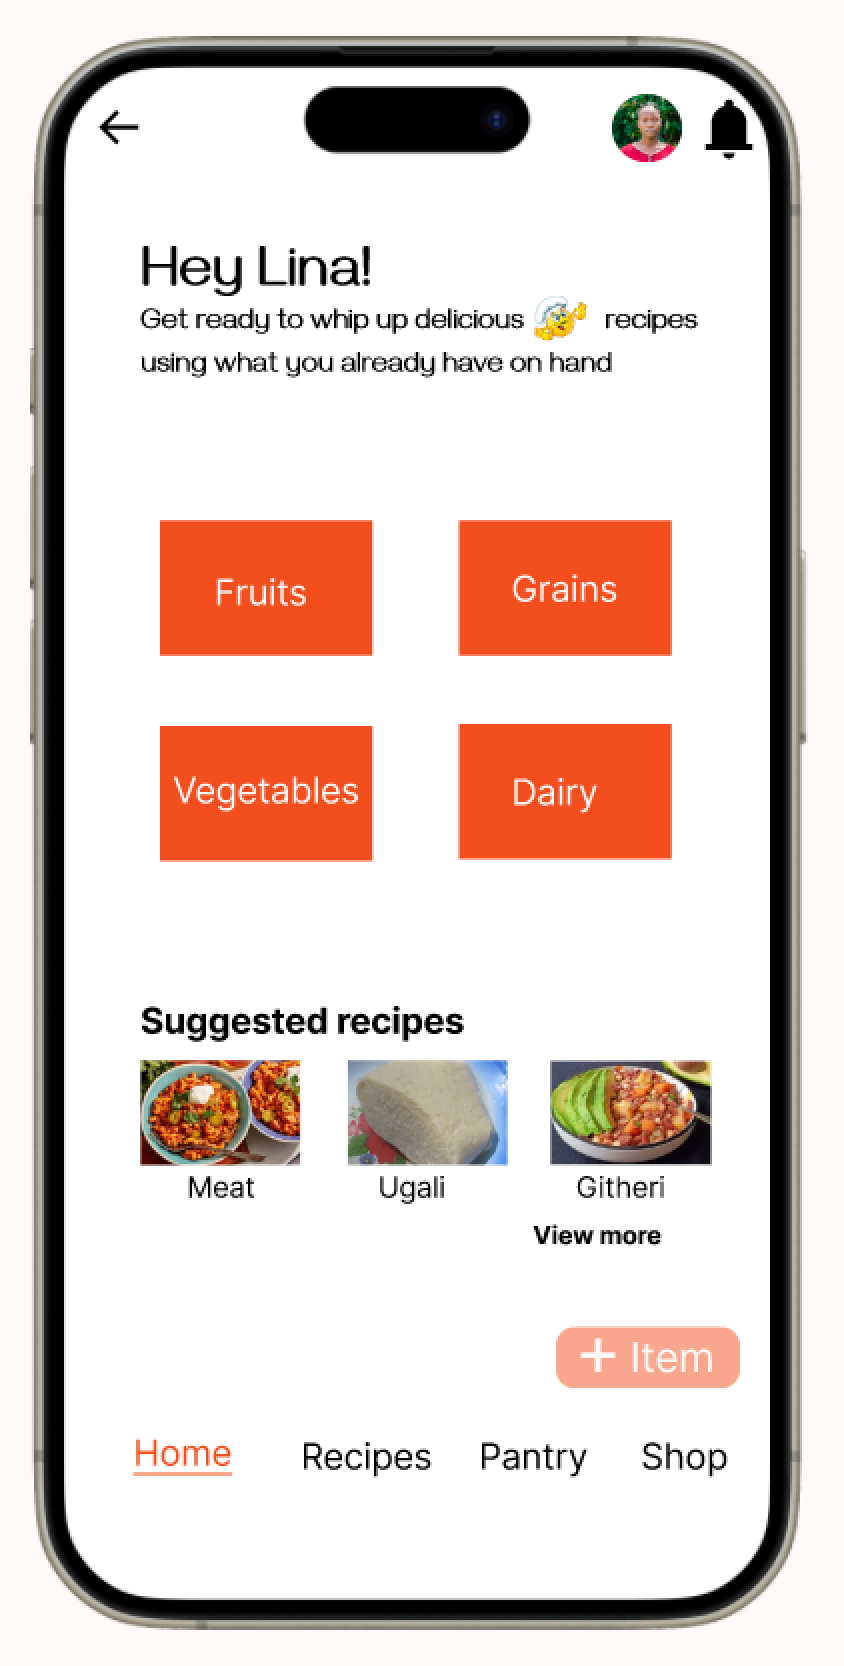 Hey Lina!
Get ready to whip up delicious recipes
using what you already have on hand
Fruits
Grains
Vegetables
Dairy
Suggested recipes
Meat
Ugali
Githeri
View more
+ Item
Home
Recipes
Pantry
Shop